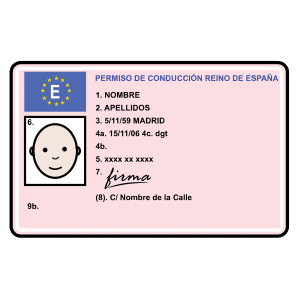 PERMISO DE CONDUCCIÓN REINO DE ESPAÑA
E
1. NOMBRE
2. APELLIDOS
3. 5/11/59 MADRID
4a. 15/11/06 4c. dgt
4b.
5. xxxx xx xxxx
6.
7. firma
(8). C/ Nombre de la Calle
9b.